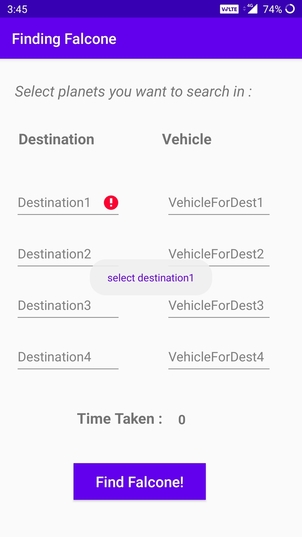 3:45 VoLTE 4G 74%
Finding Falcone
Select planets you want to search in :
Destination Vehicle
Destination1 VehicleForDest1
Destination2 VehicleForDest2
select destination1
Destination3 VehicleForDest3
Destination4 VehicleForDest4
Time Taken : 0
Find Falcone!